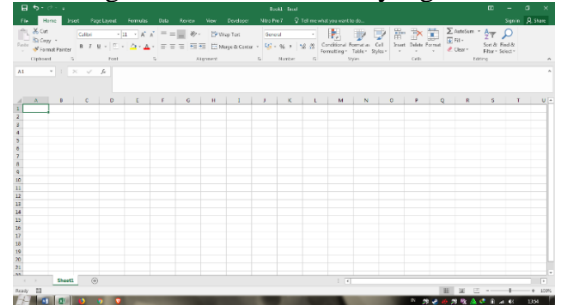 Book1 - Excel
Sign in Share
File Home Insert Page Layout Formulas Data Review View Developer Nitro Pro 7 Tell me what you want to do...
Cut
Copy
Format Painter
Paste
Calibri 11
B I U
Wrap Text
Merge & Center
General
Conditional Formatting
Format as Table
Cell Styles
Insert Delete Format
AutoSum
Fill
Clear
Sort & Filter
Find & Select
Clipboard Font Alignment Number Styles Cells
A1 fx
A B C D E F G H I J K L M N O P Q R S T U
1
2
3
4
5
6
7
8
9
10
11
12
13
14
15
16
17
18
19
20
21
Sheet1
Ready 100%